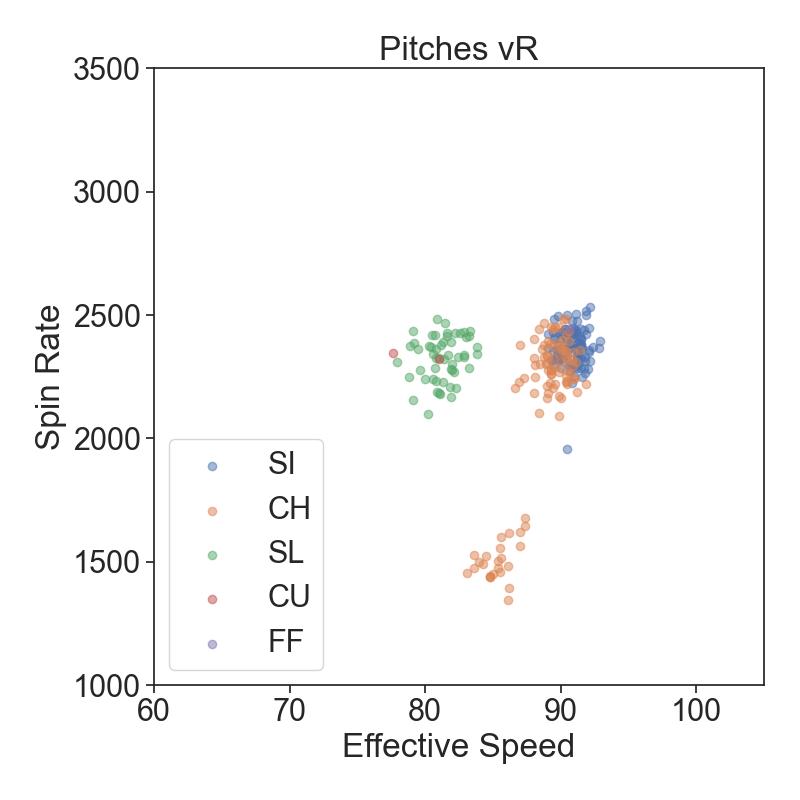 Pitches vR
3500
3000
2500
2000
1500
1000
Spin Rate
SI
CH
SL
CU
FF
60 70 80 90 100
Effective Speed